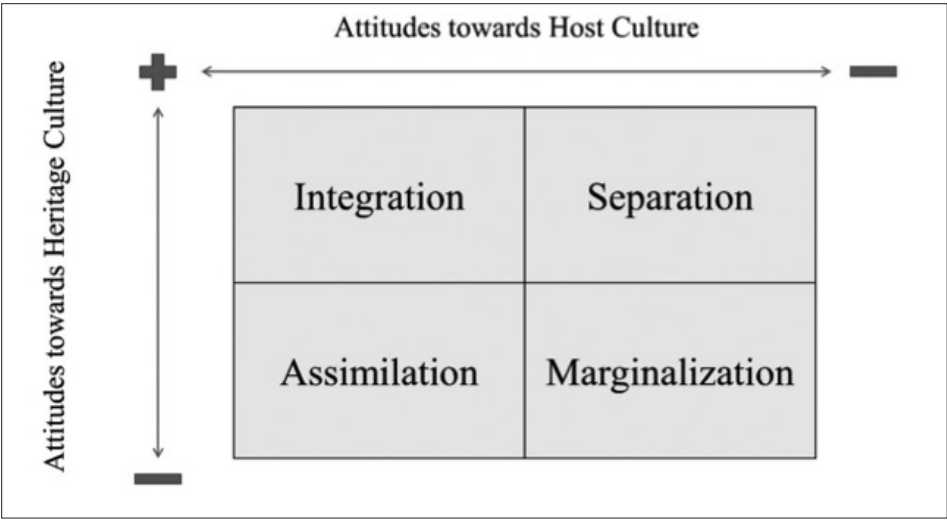 Attitudes towards Host Culture
Attitudes towards Heritage Culture
Integration
Separation
Assimilation
Marginalization